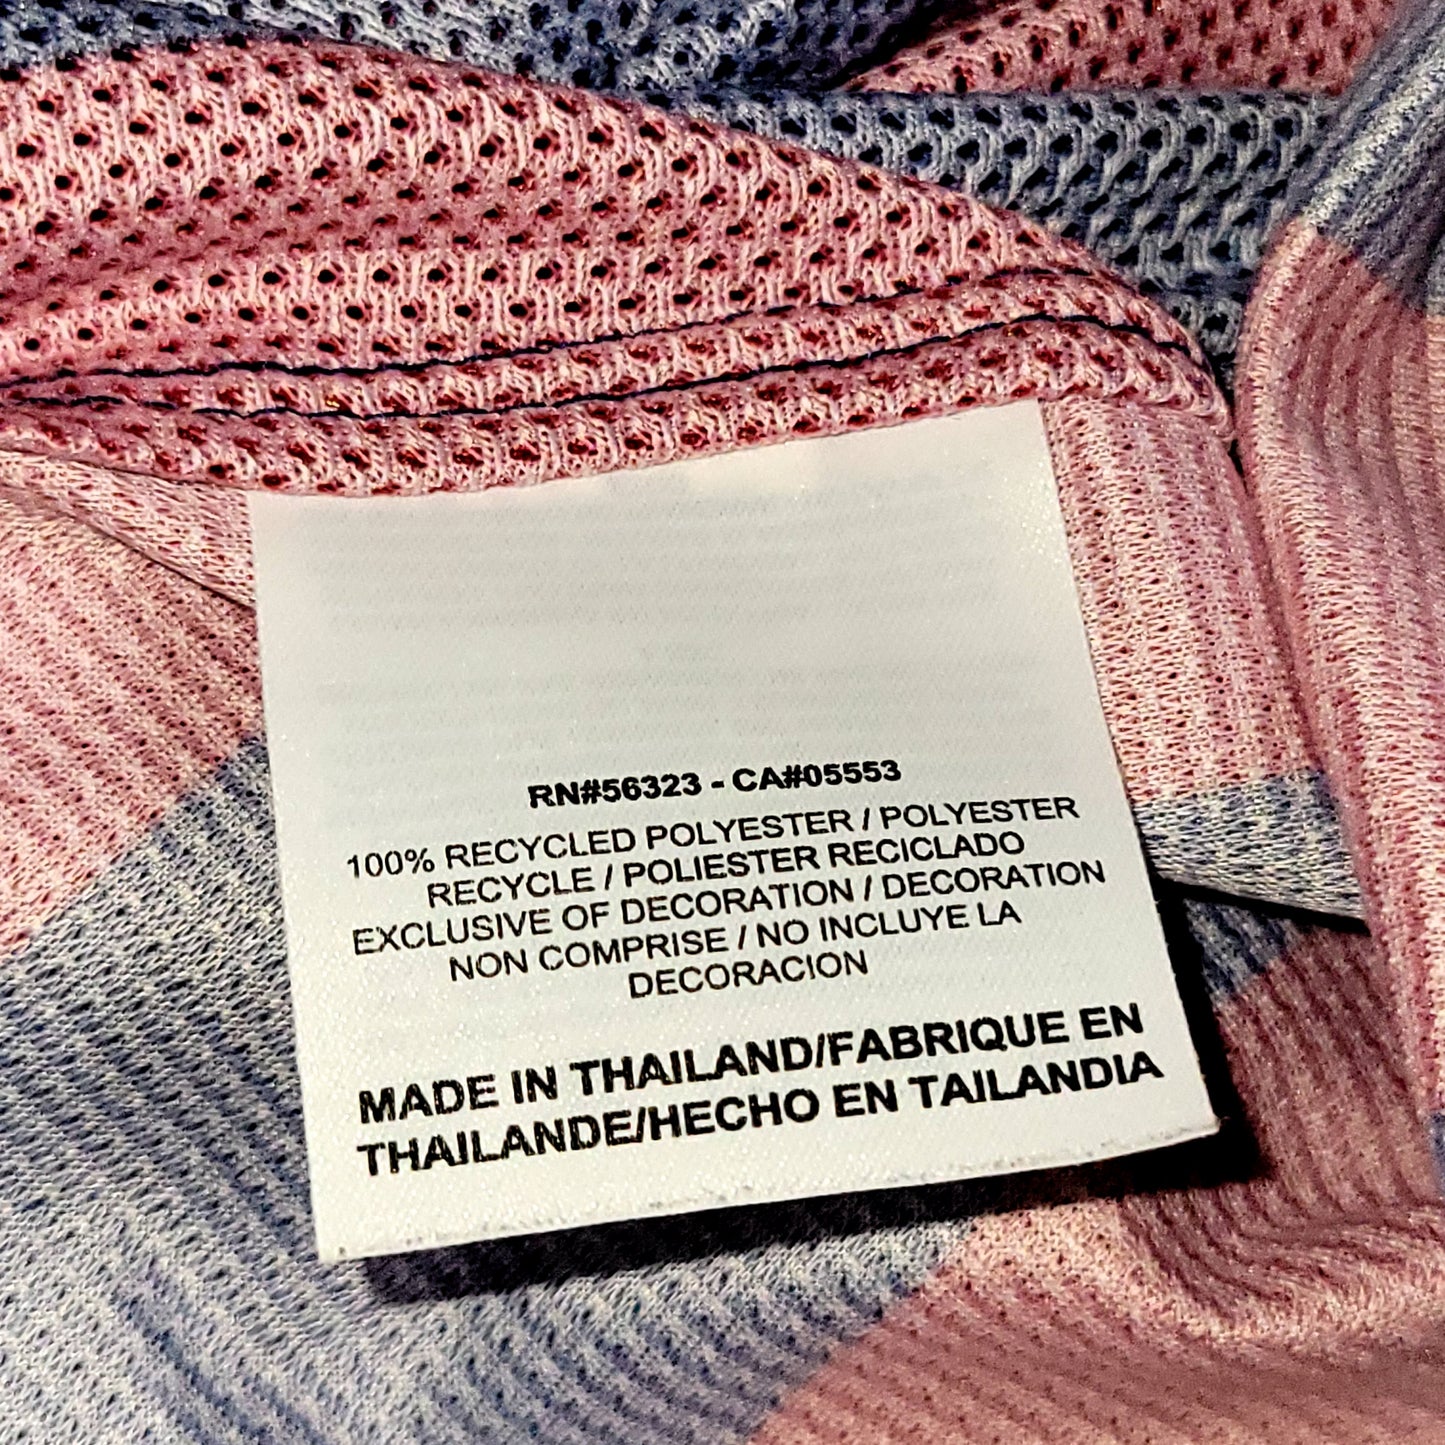 RN#56323 - CA#05553
100% RECYCLED POLYESTER / POLYESTER
RECYCLE / POLIESTER RECICLADO
EXCLUSIVE OF DECORATION / DECORATION
NON COMPRISE / NO INCLUYE LA
DECORACION
MADE IN THAILAND/FABRIQUE EN
THAILANDE/HECHO EN TAILANDIA